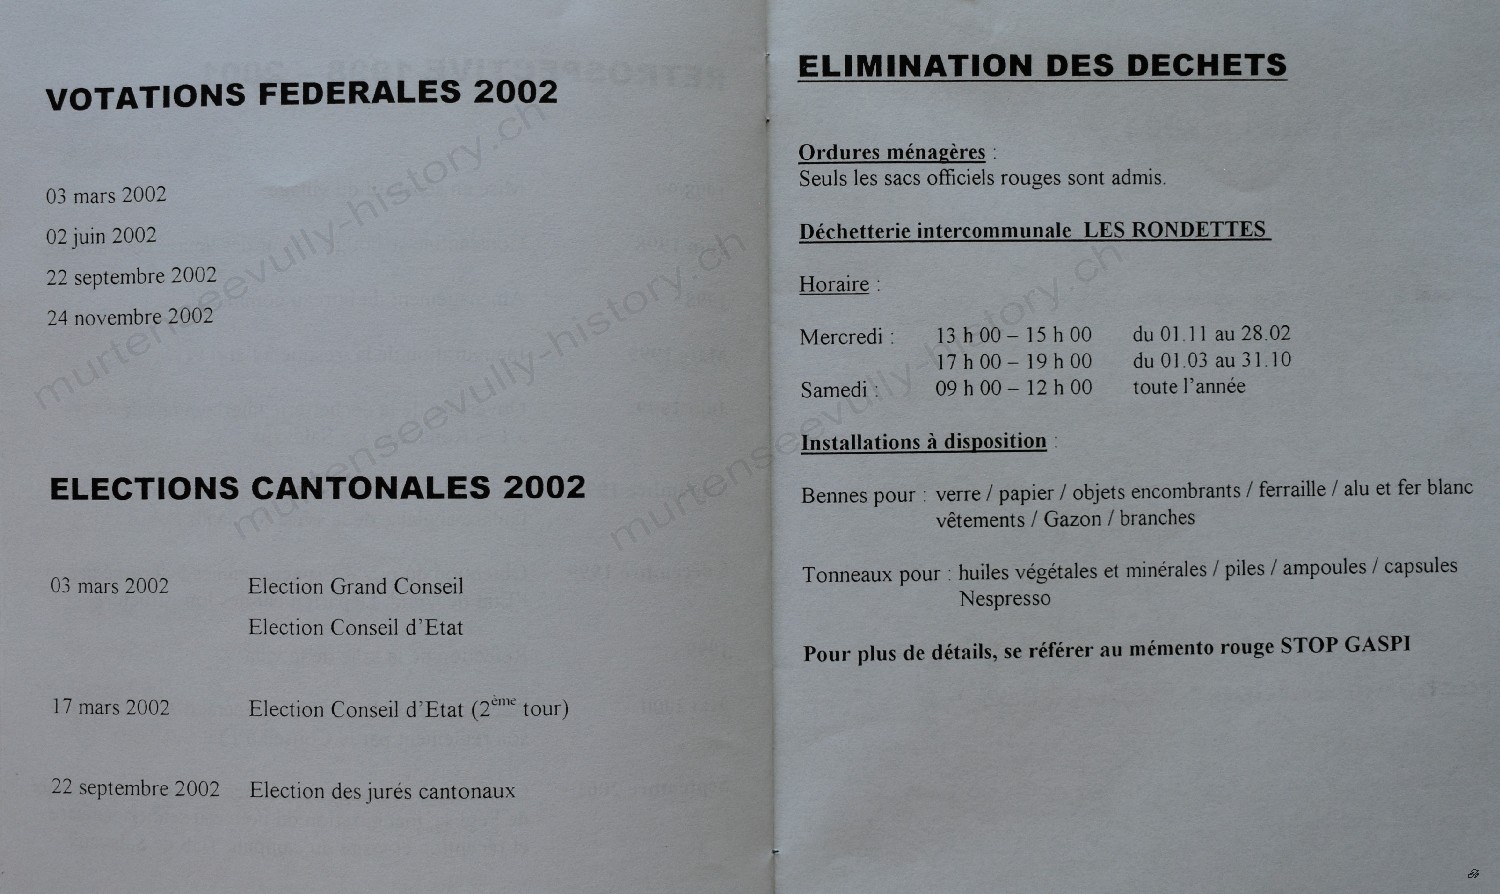 VOTATIONS FEDERALES 2002
03 mars 2002
02 juin 2002
22 septembre 2002
24 novembre 2002
ELECTIONS CANTONALES 2002
03 mars 2002 Election Grand Conseil
Election Conseil d'Etat
17 mars 2002 Election Conseil d'Etat (2ème tour)
22 septembre 2002 Election des jurés cantonaux
ELIMINATION DES DECHETS
Ordures ménagères :
Seuls les sacs officiels rouges sont admis.
Déchetterie intercommunale LES RONDETTES
Horaire :
Mercredi : 13 h 00 – 15 h 00 du 01.11 au 28.02
17 h 00 – 19 h 00 du 01.03 au 31.10
Samedi : 09 h 00 – 12 h 00 toute l'année
Installations à disposition :
Bennes pour : verre / papier / objets encombrants / ferraille / alu et fer blanc
vêtements / Gazon / branches
Tonneaux pour : huiles végétales et minérales / piles / ampoules / capsules
Nespresso
Pour plus de détails, se référer au mémento rouge STOP GASPI
murtenseevully-history.ch
murtenseevully-history.ch
murtenseevully-history.ch